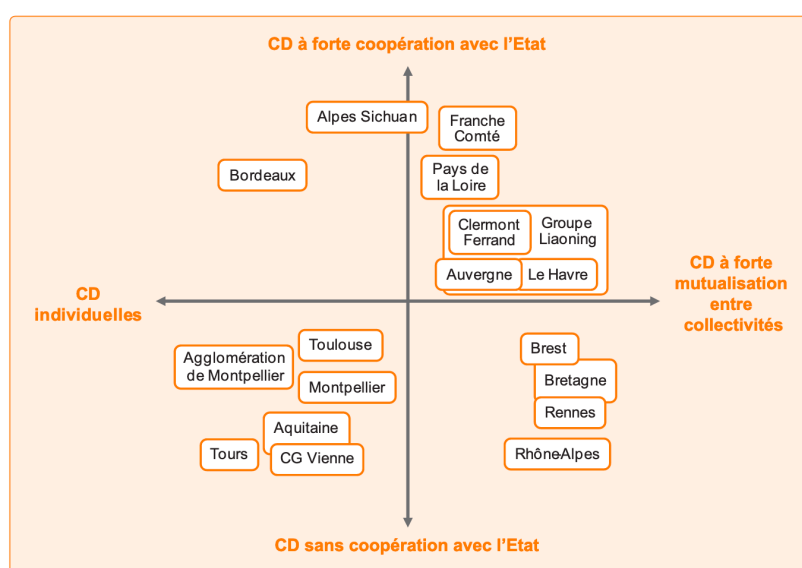 CD à forte coopération avec l'Etat
Alpes Sichuan
Franche
Comté
Bordeaux
Pays de
la Loire
Clermont
Ferrand
Groupe
Liaoning
Auvergne
Le Havre
CD
individuelles
CD à forte
mutualisation
entre
collectivités
Toulouse
Agglomération
de Montpellier
Montpellier
Brest
Bretagne
Rennes
Aquitaine
CG Vienne
Tours
Rhône-Alpes
CD sans coopération avec l'Etat